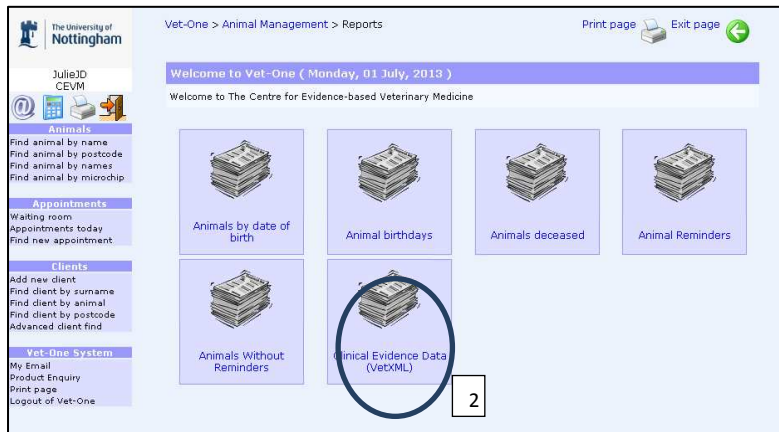 The University of
Nottingham
JulieJD
CEVM
Animals
Find animal by name
Find animal by postcode
Find animal by names
Find animal by microchip
Appointments
Waiting room
Appointments today
Find new appointment
Clients
Add new client
Find client by surname
Find client by animal
Find client by postcode
Advanced client find
Vet-One System
My Email
Product Enquiry
Print page
Logout of Vet-One
Vet-One > Animal Management > Reports
Print page
Exit page
Welcome to Vet-One ( Monday, 01 July, 2013 )
Welcome to The Centre for Evidence-based Veterinary Medicine
Animals by date of
birth
Animal birthdays
Animals deceased
Animal Reminders
Animals Without
Reminders
Clinical Evidence Data
(VetXML)
2